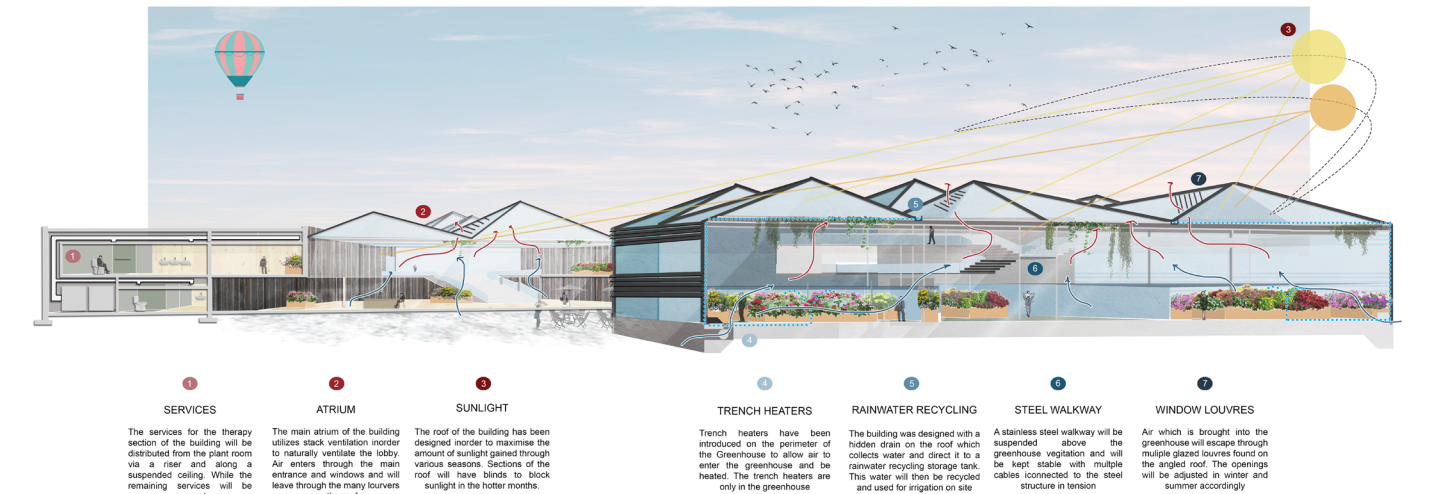 3
7
2
5
1
6
4
1
SERVICES
The services for the therapy
section of the building will be
distributed from the plant room
via a riser and along a
suspended ceiling. While the
remaining services will be
2
ATRIUM
The main atrium of the building
utilizes stack ventilation inorder
to naturally ventilate the lobby.
Air enters through the main
entrance and windows and will
leave through the many lourvers
3
SUNLIGHT
The roof of the building has been
designed inorder to maximise the
amount of sunlight gained through
various seasons. Sections of the
roof will have blinds to block
sunlight in the hotter months.
4
TRENCH HEATERS
Trench heaters have been
introduced on the perimeter of
the Greenhouse to allow air to
enter the greenhouse and be
heated. The trench heaters are
only in the greenhouse
5
RAINWATER RECYCLING
The building was designed with a
hidden drain on the roof which
collects water and direct it to a
rainwater recycling storage tank.
This water will then be recycled
and used for irrigation on site
6
STEEL WALKWAY
A stainless steel walkway will be
suspended above the
greenhouse vegitation and will
be kept stable with multple
cables iconnected to the steel
structure in tension
7
WINDOW LOUVRES
Air which is brought into the
greenhouse will escape through
muliple glazed louvres found on
the angled roof. The openings
will be adjusted in winter and
summer accordingly